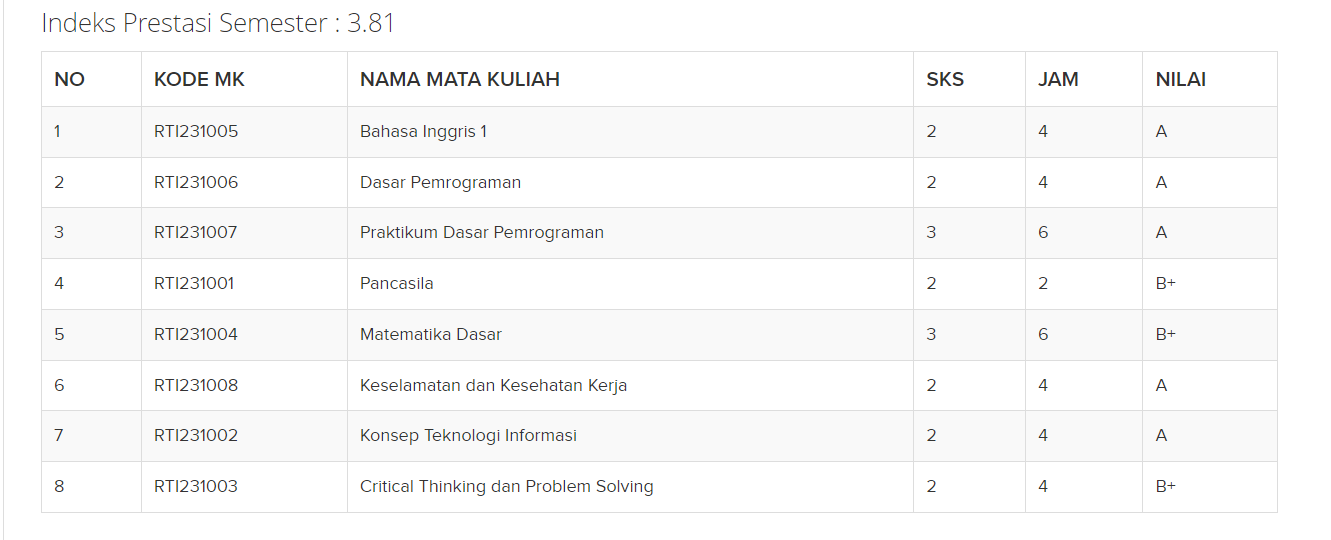 Indeks Prestasi Semester : 3.81
NO KODE MK NAMA MATA KULIAH SKS JAM NILAI
1 RTI231005 Bahasa Inggris 1 2 4 A
2 RTI231006 Dasar Pemrograman 2 4 A
3 RTI231007 Praktikum Dasar Pemrograman 3 6 A
4 RTI231001 Pancasila 2 2 B+
5 RTI231004 Matematika Dasar 3 6 B+
6 RTI231008 Keselamatan dan Kesehatan Kerja 2 4 A
7 RTI231002 Konsep Teknologi Informasi 2 4 A
8 RTI231003 Critical Thinking dan Problem Solving 2 4 B+